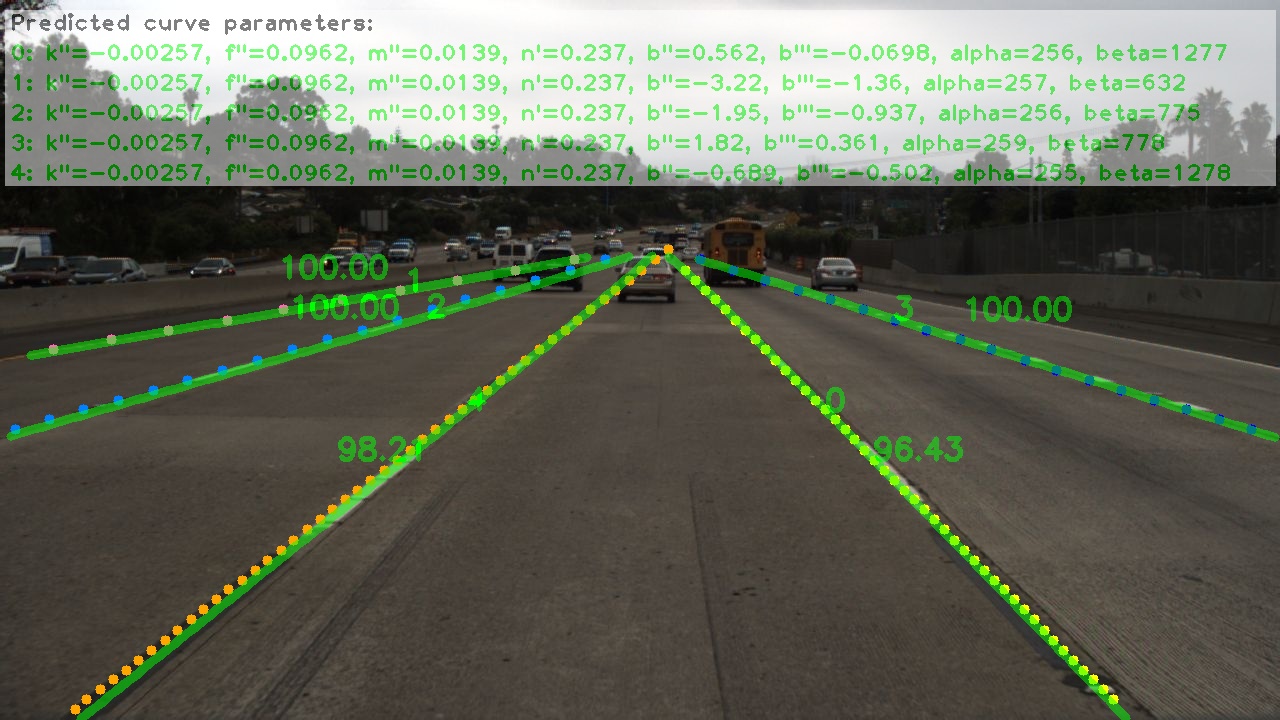 Predicted curve parameters:
0: k''=-0.00257, f''=0.0962, m''=0.0139, n'=0.237, b''=0.562, b'''=-0.0698, alpha=256, beta=1277
1: k''=-0.00257, f''=0.0962, m''=0.0139, n'=0.237, b''=-3.22, b'''=-1.36, alpha=257, beta=632
2: k''=-0.00257, f''=0.0962, m''=0.0139, n'=0.237, b''=-1.95, b'''=-0.937, alpha=256, beta=775
3: k''=-0.00257, f''=0.0962, m''=0.0139, n'=0.237, b''=1.82, b'''=0.361, alpha=259, beta=778
4: k''=-0.00257, f''=0.0962, m''=0.0139, n'=0.237, b''=-0.689, b'''=-0.502, alpha=255, beta=1278
100.00 1
100.00 2
3 100.00
4
0
98.21
96.43